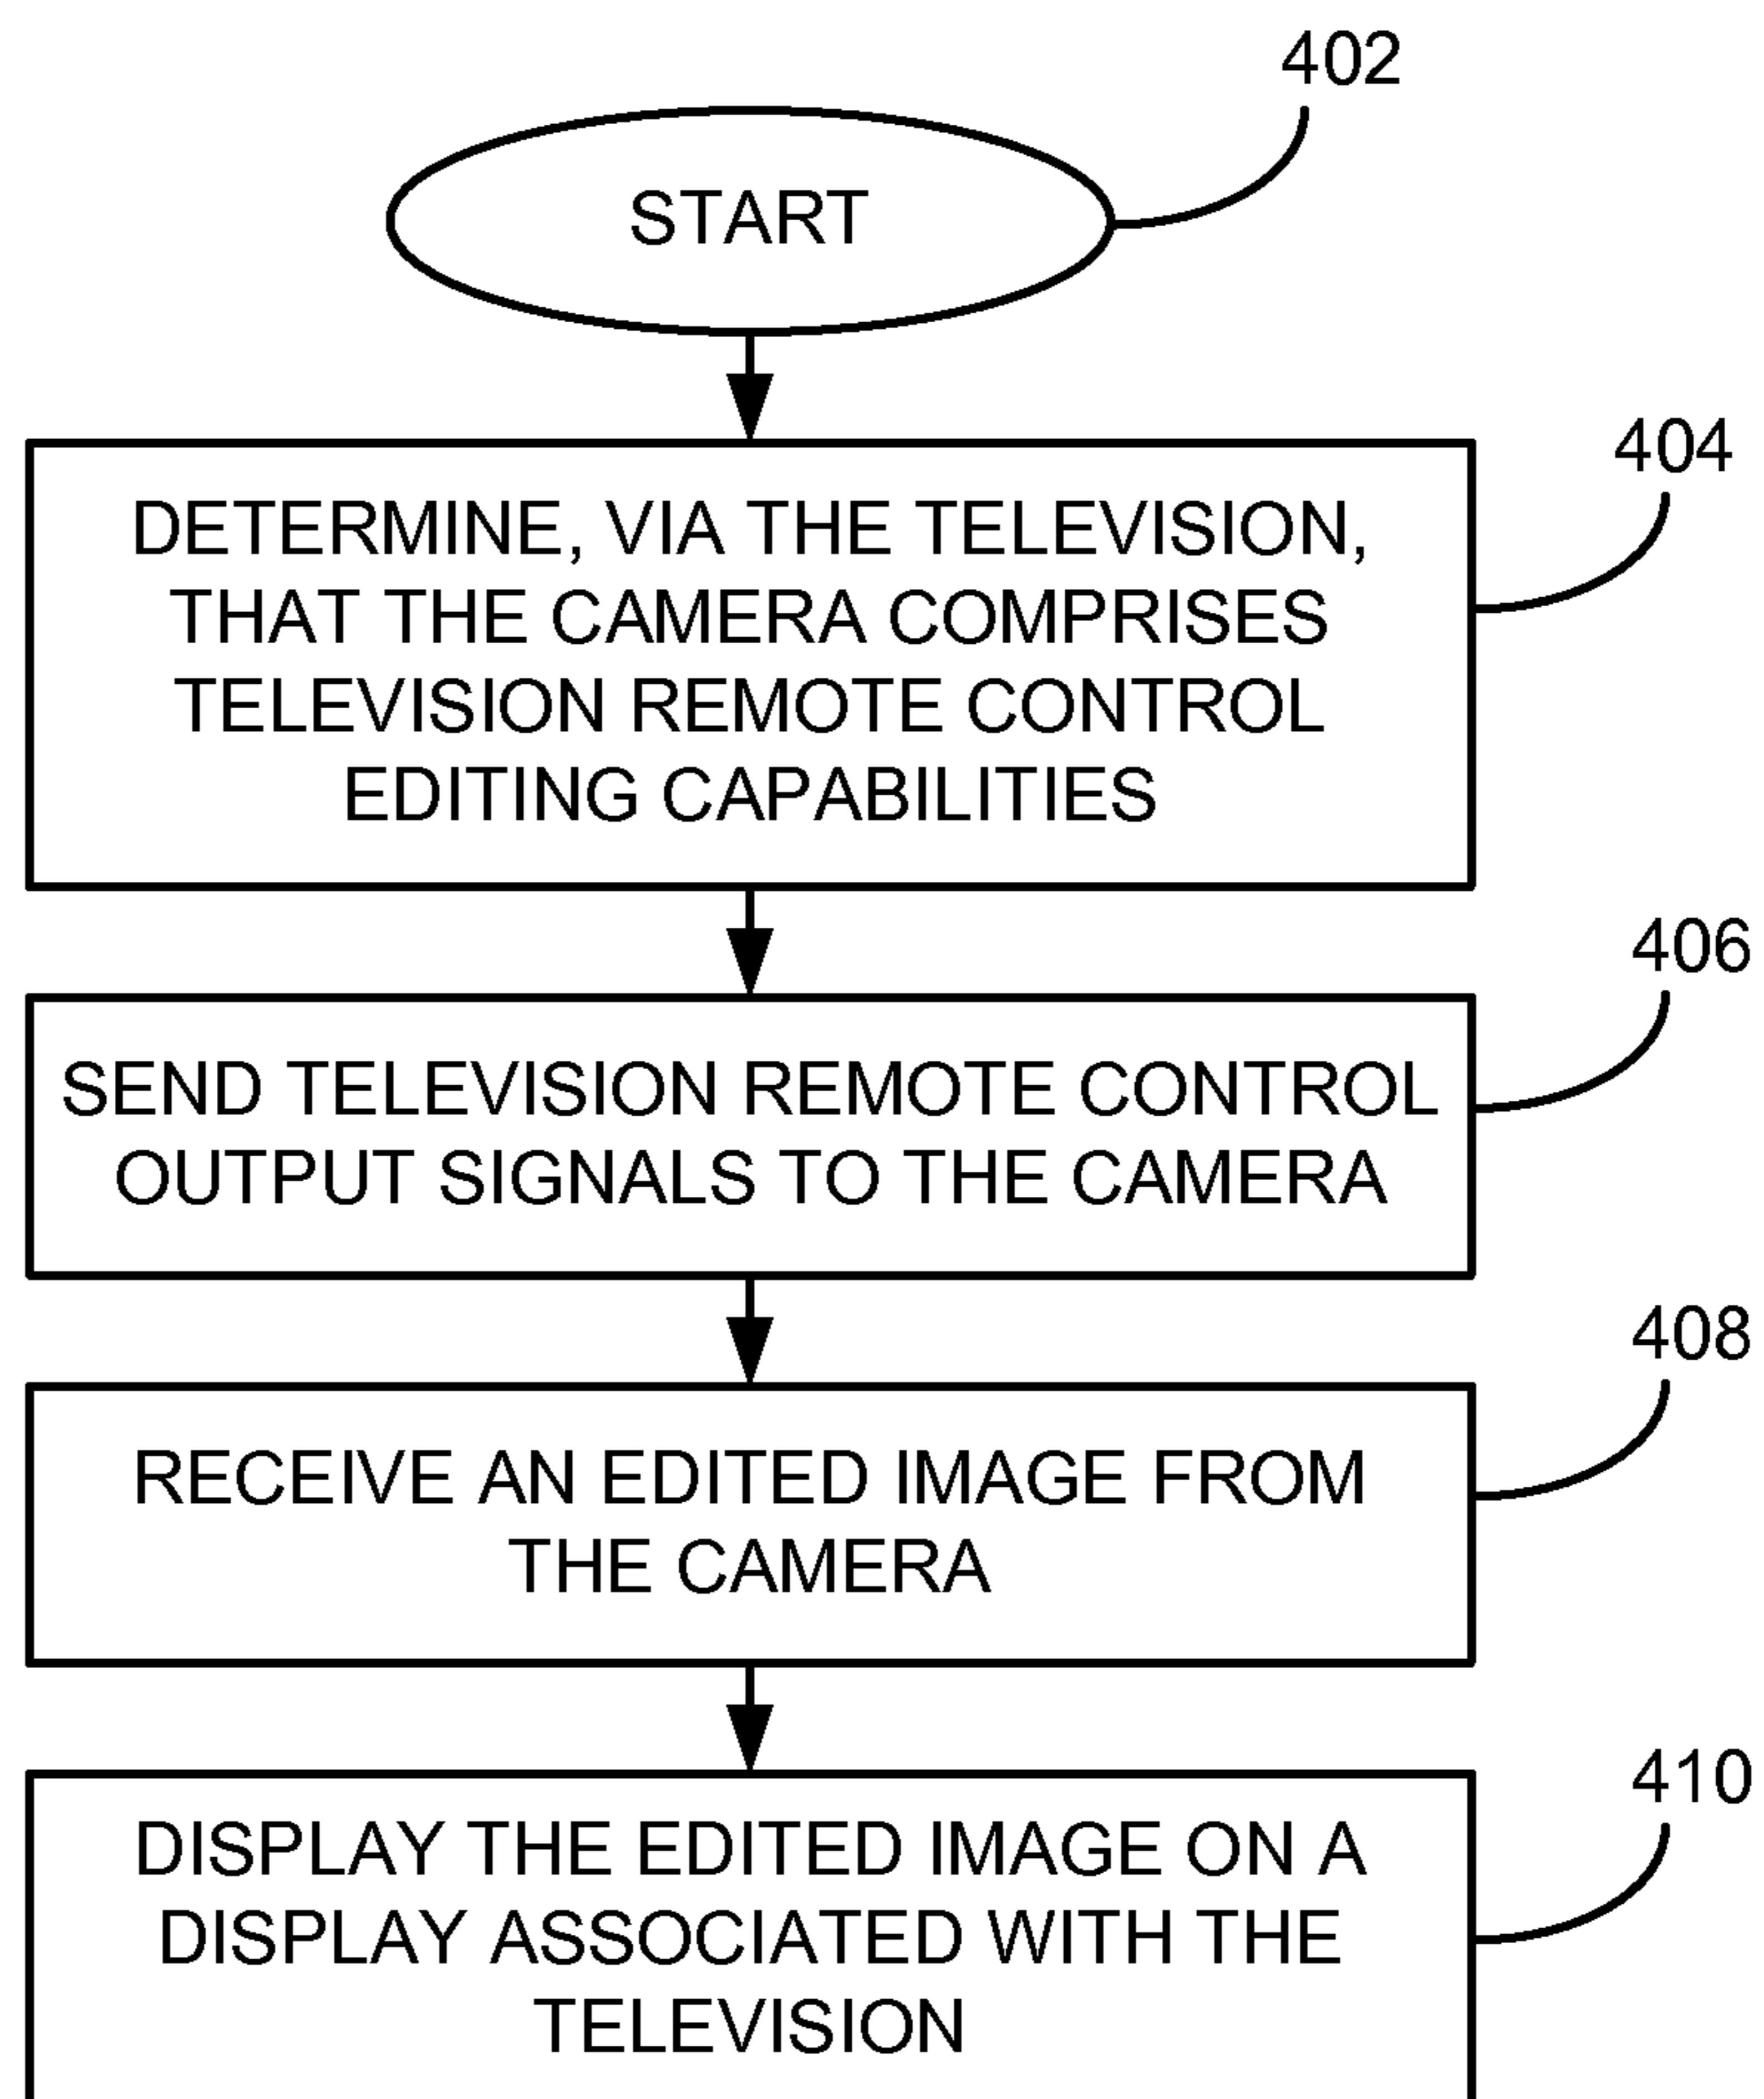 402
START
404
DETERMINE, VIA THE TELEVISION,
THAT THE CAMERA COMPRISES
TELEVISION REMOTE CONTROL
EDITING CAPABILITIES
406
SEND TELEVISION REMOTE CONTROL
OUTPUT SIGNALS TO THE CAMERA
408
RECEIVE AN EDITED IMAGE FROM
THE CAMERA
410
DISPLAY THE EDITED IMAGE ON A
DISPLAY ASSOCIATED WITH THE
TELEVISION